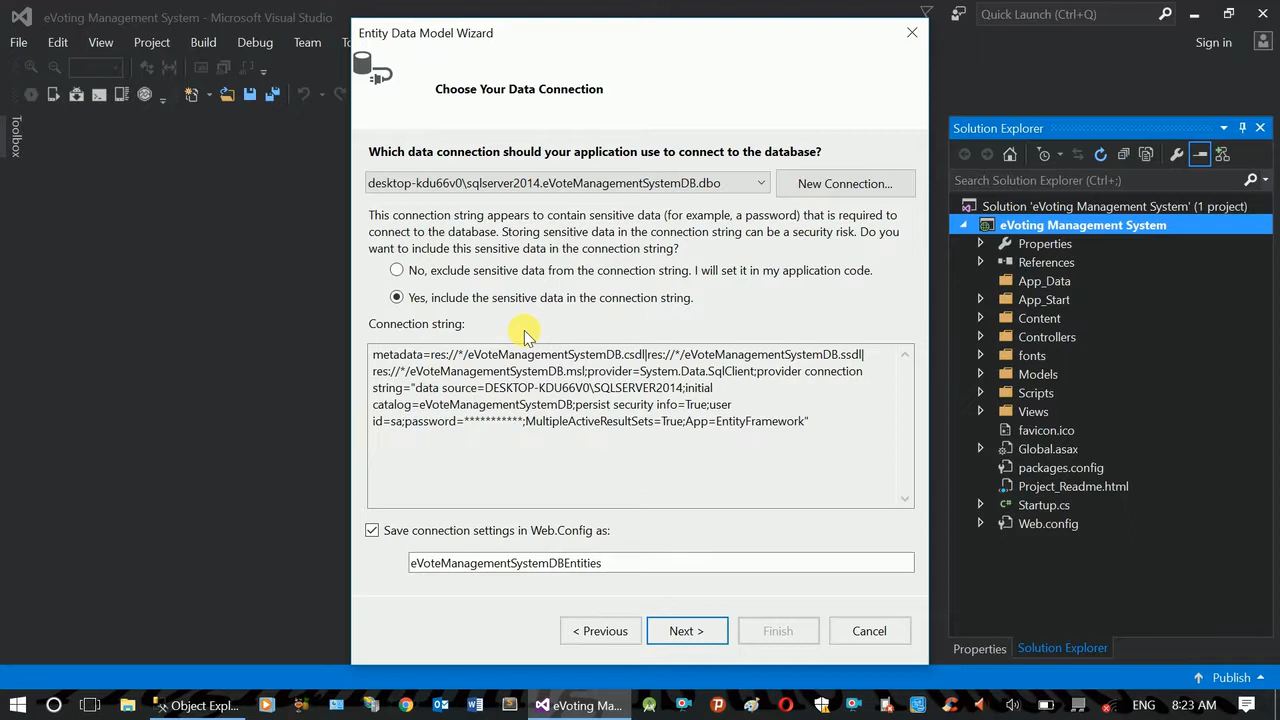 eVoting Management System - Microsoft Visual Studio
Quick Launch (Ctrl+Q)
File Edit View Project Build Debug Team To
Sign in
Toolbox
Entity Data Model Wizard
Choose Your Data Connection
Which data connection should your application use to connect to the database?
desktop-kdu66v0\sqlserver2014.eVoteManagementSystemDB.dbo
New Connection...
This connection string appears to contain sensitive data (for example, a password) that is required to
connect to the database. Storing sensitive data in the connection string can be a security risk. Do you
want to include this sensitive data in the connection string?
No, exclude sensitive data from the connection string. I will set it in my application code.
Yes, include the sensitive data in the connection string.
Connection string:
metadata=res://*/eVoteManagementSystemDB.csdl|res://*/eVoteManagementSystemDB.ssdl|
res://*/eVoteManagementSystemDB.msl;provider=System.Data.SqlClient;provider connection
string="data source=DESKTOP-KDU66V0\SQLSERVER2014;initial
catalog=eVoteManagementSystemDB;persist security info=True;user
id=sa;password=***********;MultipleActiveResultSets=True;App=EntityFramework"
Save connection settings in Web.Config as:
eVoteManagementSystemDBEntities
< Previous
Next >
Finish
Cancel
Solution Explorer
Search Solution Explorer (Ctrl+;)
Solution 'eVoting Management System' (1 project)
eVoting Management System
Properties
References
App_Data
App_Start
Content
Controllers
fonts
Models
Scripts
Views
favicon.ico
Global.asax
packages.config
Project_Readme.html
C# Startup.cs
Web.config
Properties Solution Explorer
Publish
Object Expl...
eVoting Ma...
ENG 8:23 AM